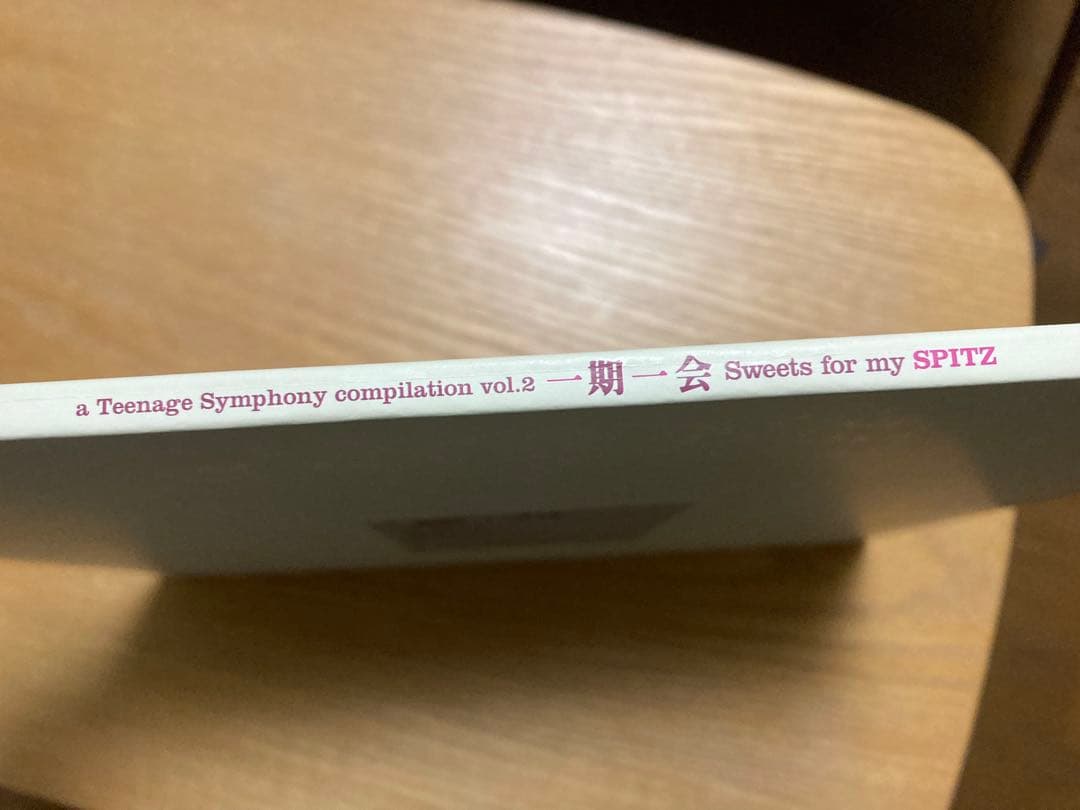 a Teenage Symphony compilation vol.2 一期一会 Sweets for my SPITZ